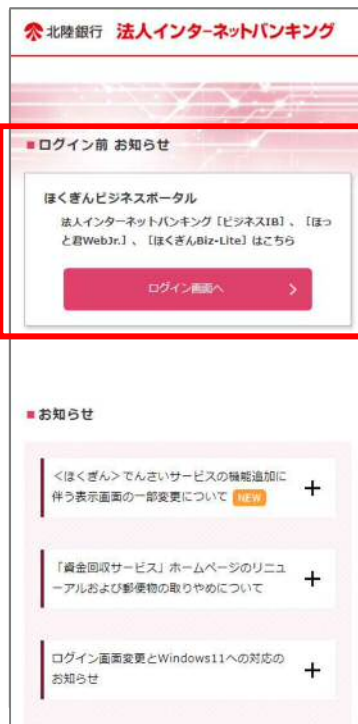 北陸銀行 法人インターネットバンキング
ログイン前 お知らせ
ほくぎんビジネスポータル
法人インターネットバンキング [ビジネスIB] 、 [ほっ
と君WebJr.] 、 [ほくぎんBiz-Lite] はこちら
ログイン画面へ
お知らせ
<ほくぎん>でんさいサービスの機能追加に
伴う表示画面の一部変更について NEW
「資金回収サービス」ホームページのリニュ
ーアルおよび郵便物の取りやめについて
ログイン画面変更とWindows11への対応の
お知らせ